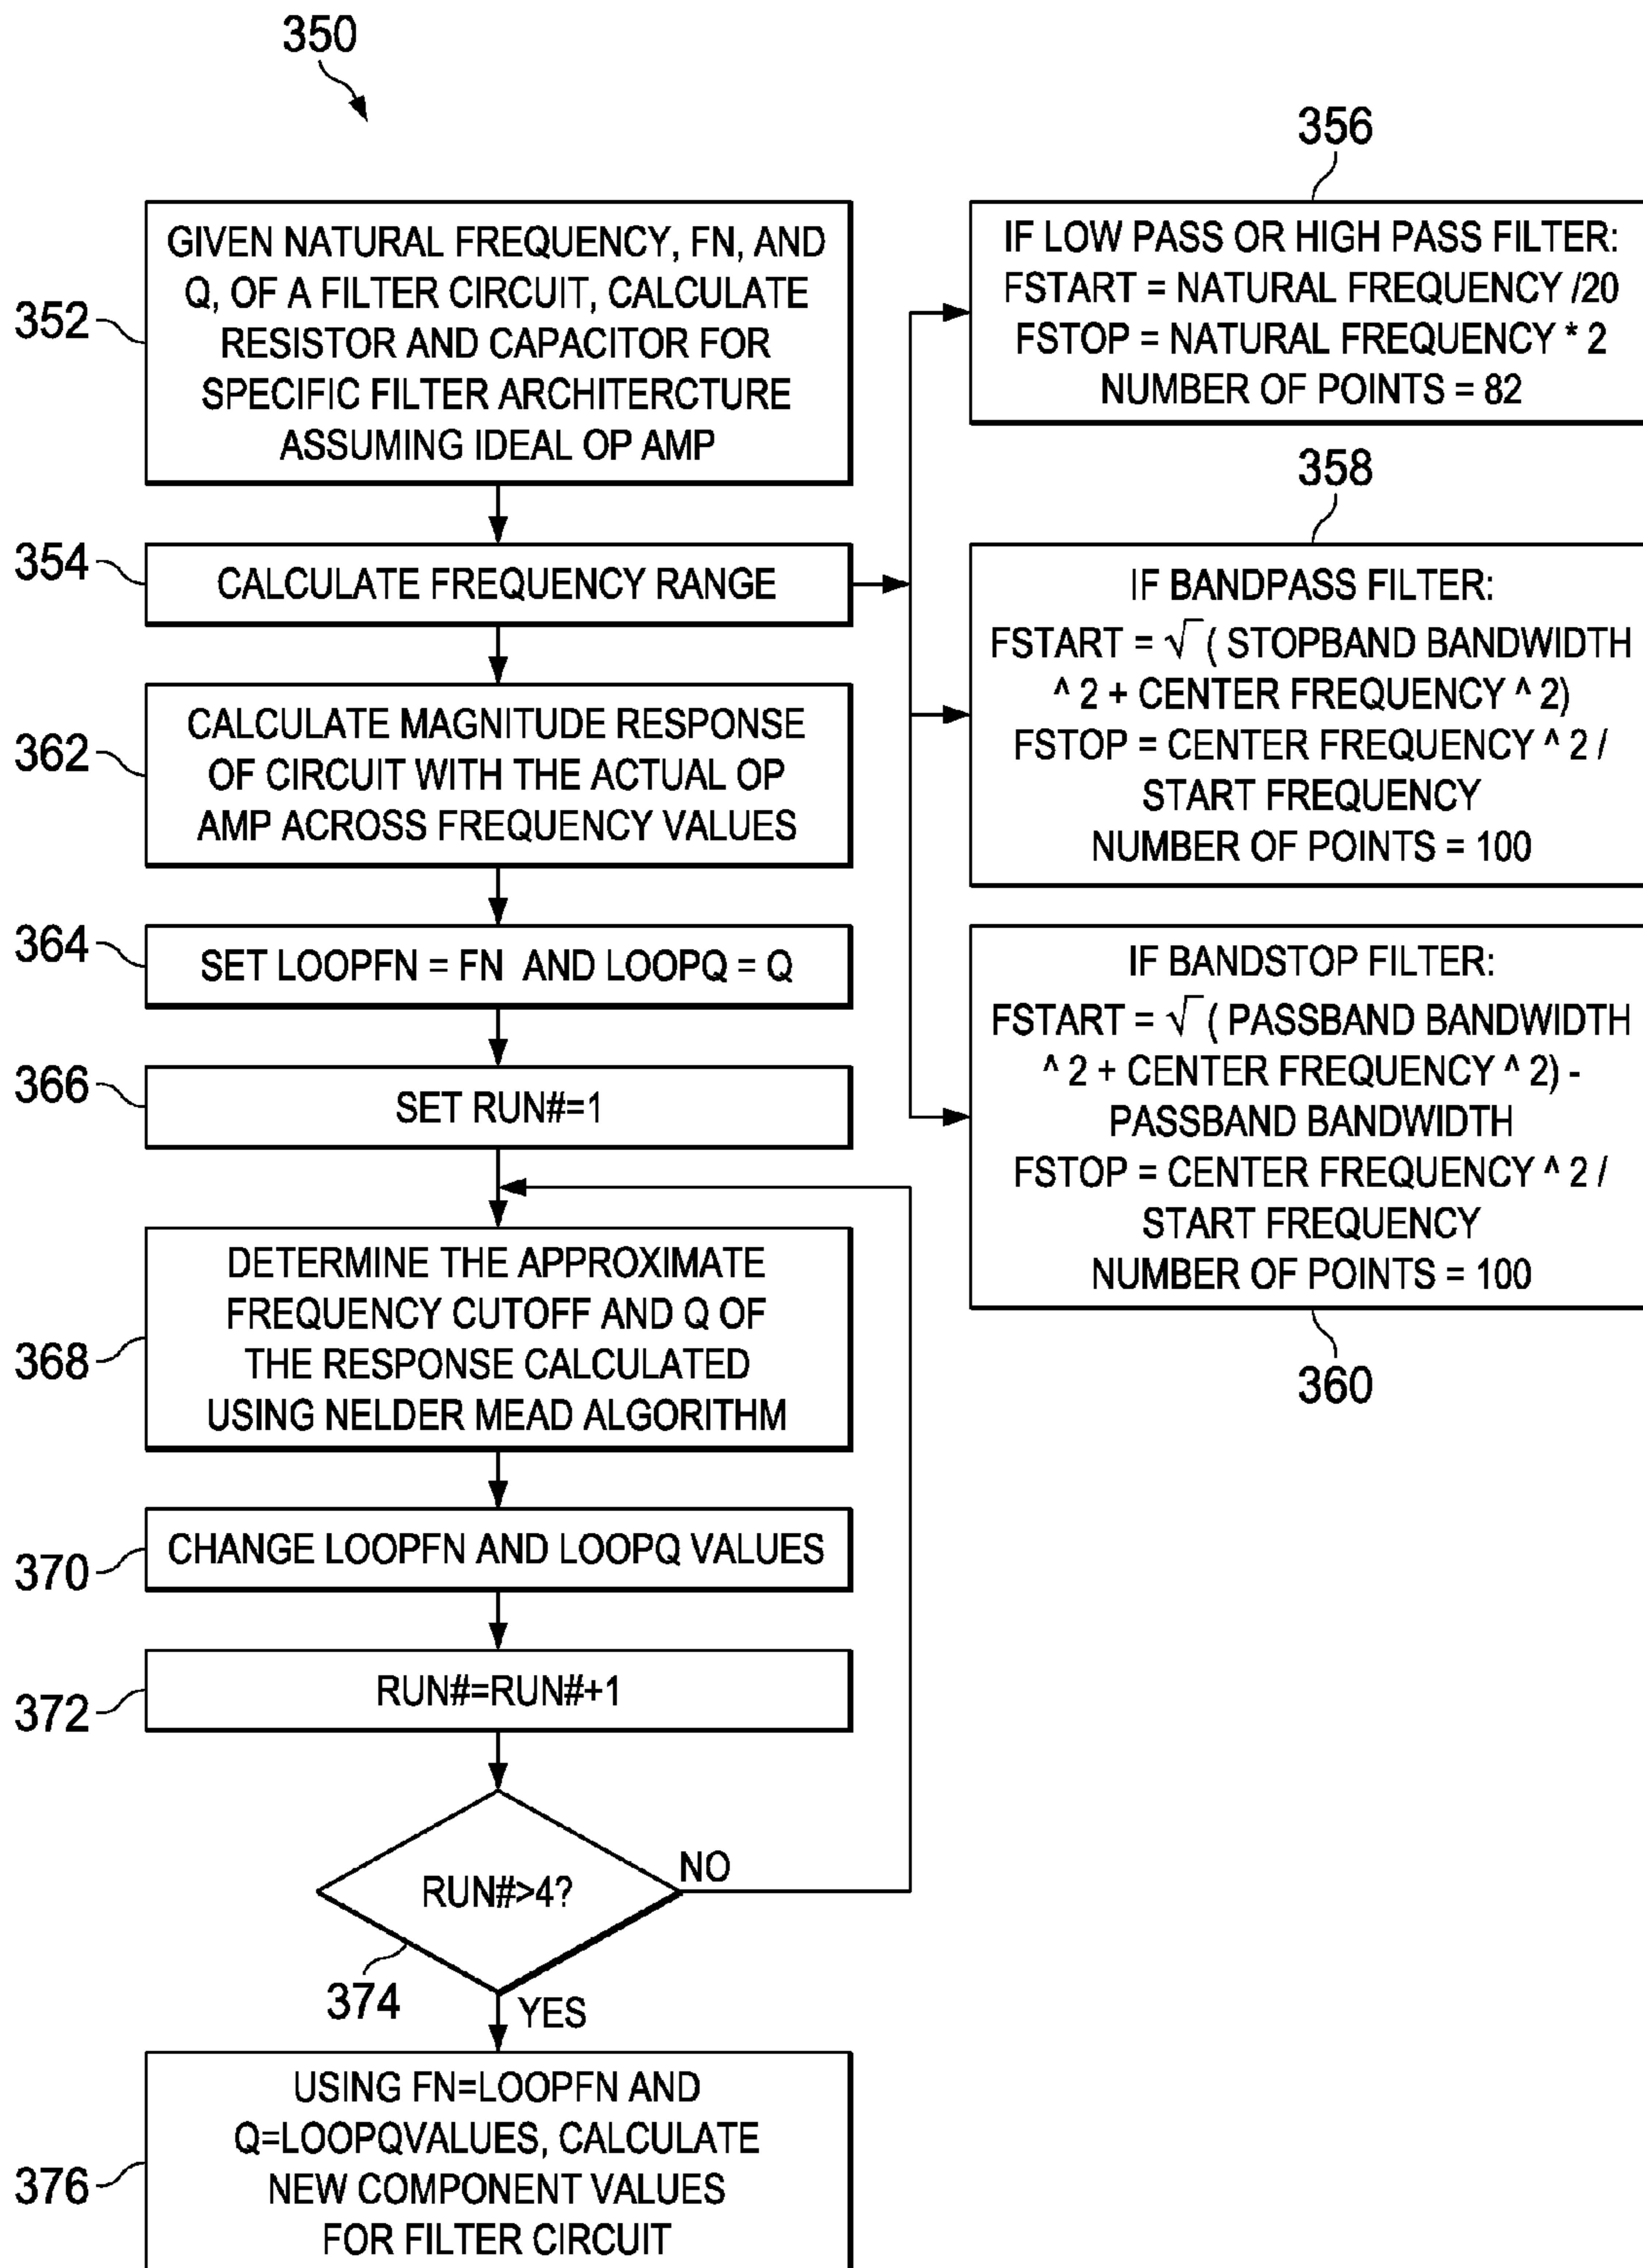 350
352
GIVEN NATURAL FREQUENCY, FN, AND
Q, OF A FILTER CIRCUIT, CALCULATE
RESISTOR AND CAPACITOR FOR
SPECIFIC FILTER ARCHITERCTURE
ASSUMING IDEAL OP AMP
354
CALCULATE FREQUENCY RANGE
356
IF LOW PASS OR HIGH PASS FILTER:
FSTART = NATURAL FREQUENCY /20
FSTOP = NATURAL FREQUENCY * 2
NUMBER OF POINTS = 82
358
IF BANDPASS FILTER:
FSTART = √ ( STOPBAND BANDWIDTH
^ 2 + CENTER FREQUENCY ^ 2)
FSTOP = CENTER FREQUENCY ^ 2 /
START FREQUENCY
NUMBER OF POINTS = 100
IF BANDSTOP FILTER:
FSTART = √ ( PASSBAND BANDWIDTH
^ 2 + CENTER FREQUENCY ^ 2) -
PASSBAND BANDWIDTH
FSTOP = CENTER FREQUENCY ^ 2 /
START FREQUENCY
NUMBER OF POINTS = 100
360
362
CALCULATE MAGNITUDE RESPONSE
OF CIRCUIT WITH THE ACTUAL OP
AMP ACROSS FREQUENCY VALUES
364
SET LOOPFN = FN AND LOOPQ = Q
366
SET RUN#=1
368
DETERMINE THE APPROXIMATE
FREQUENCY CUTOFF AND Q OF
THE RESPONSE CALCULATED
USING NELDER MEAD ALGORITHM
370
CHANGE LOOPFN AND LOOPQ VALUES
372
RUN#=RUN#+1
RUN#>4?
NO
374
YES
376
USING FN=LOOPFN AND
Q=LOOPQVALUES, CALCULATE
NEW COMPONENT VALUES
FOR FILTER CIRCUIT